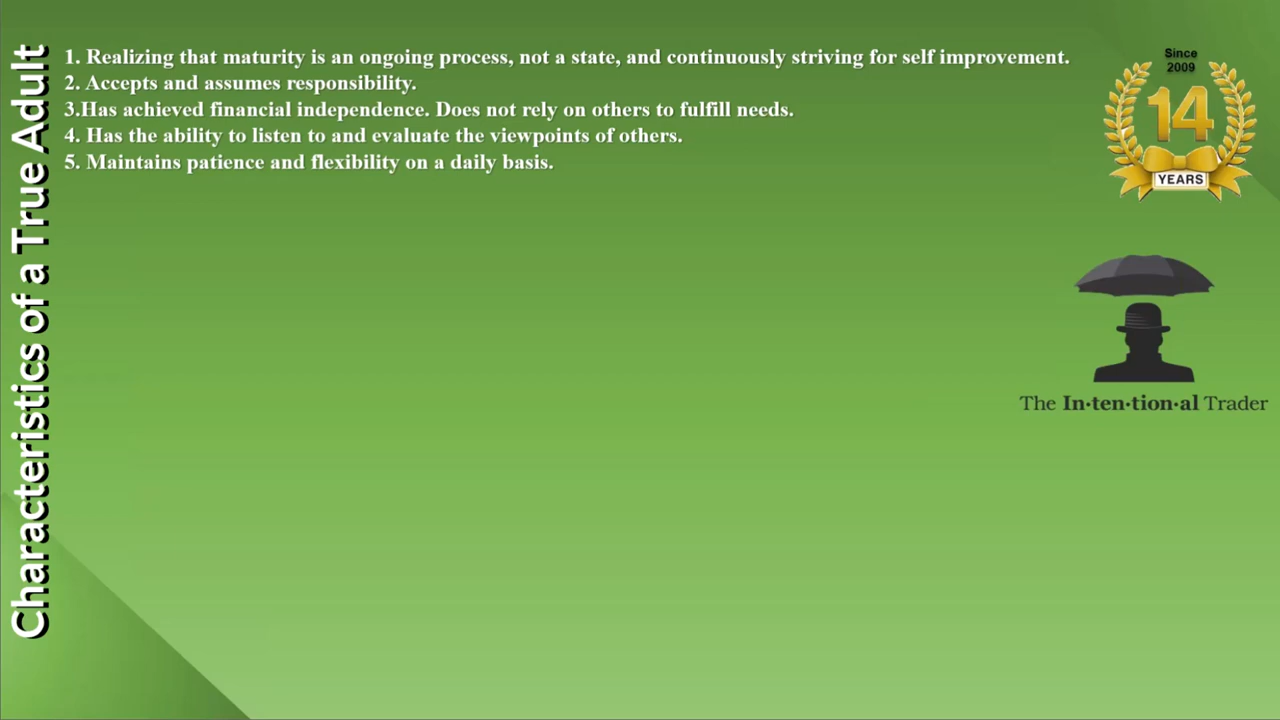 Characteristics of a True Adult
1. Realizing that maturity is an ongoing process, not a state, and continuously striving for self improvement.
2. Accepts and assumes responsibility.
3.Has achieved financial independence. Does not rely on others to fulfill needs.
4. Has the ability to listen to and evaluate the viewpoints of others.
5. Maintains patience and flexibility on a daily basis.
Since
2009
14
YEARS
The In·ten·tion·al Trader